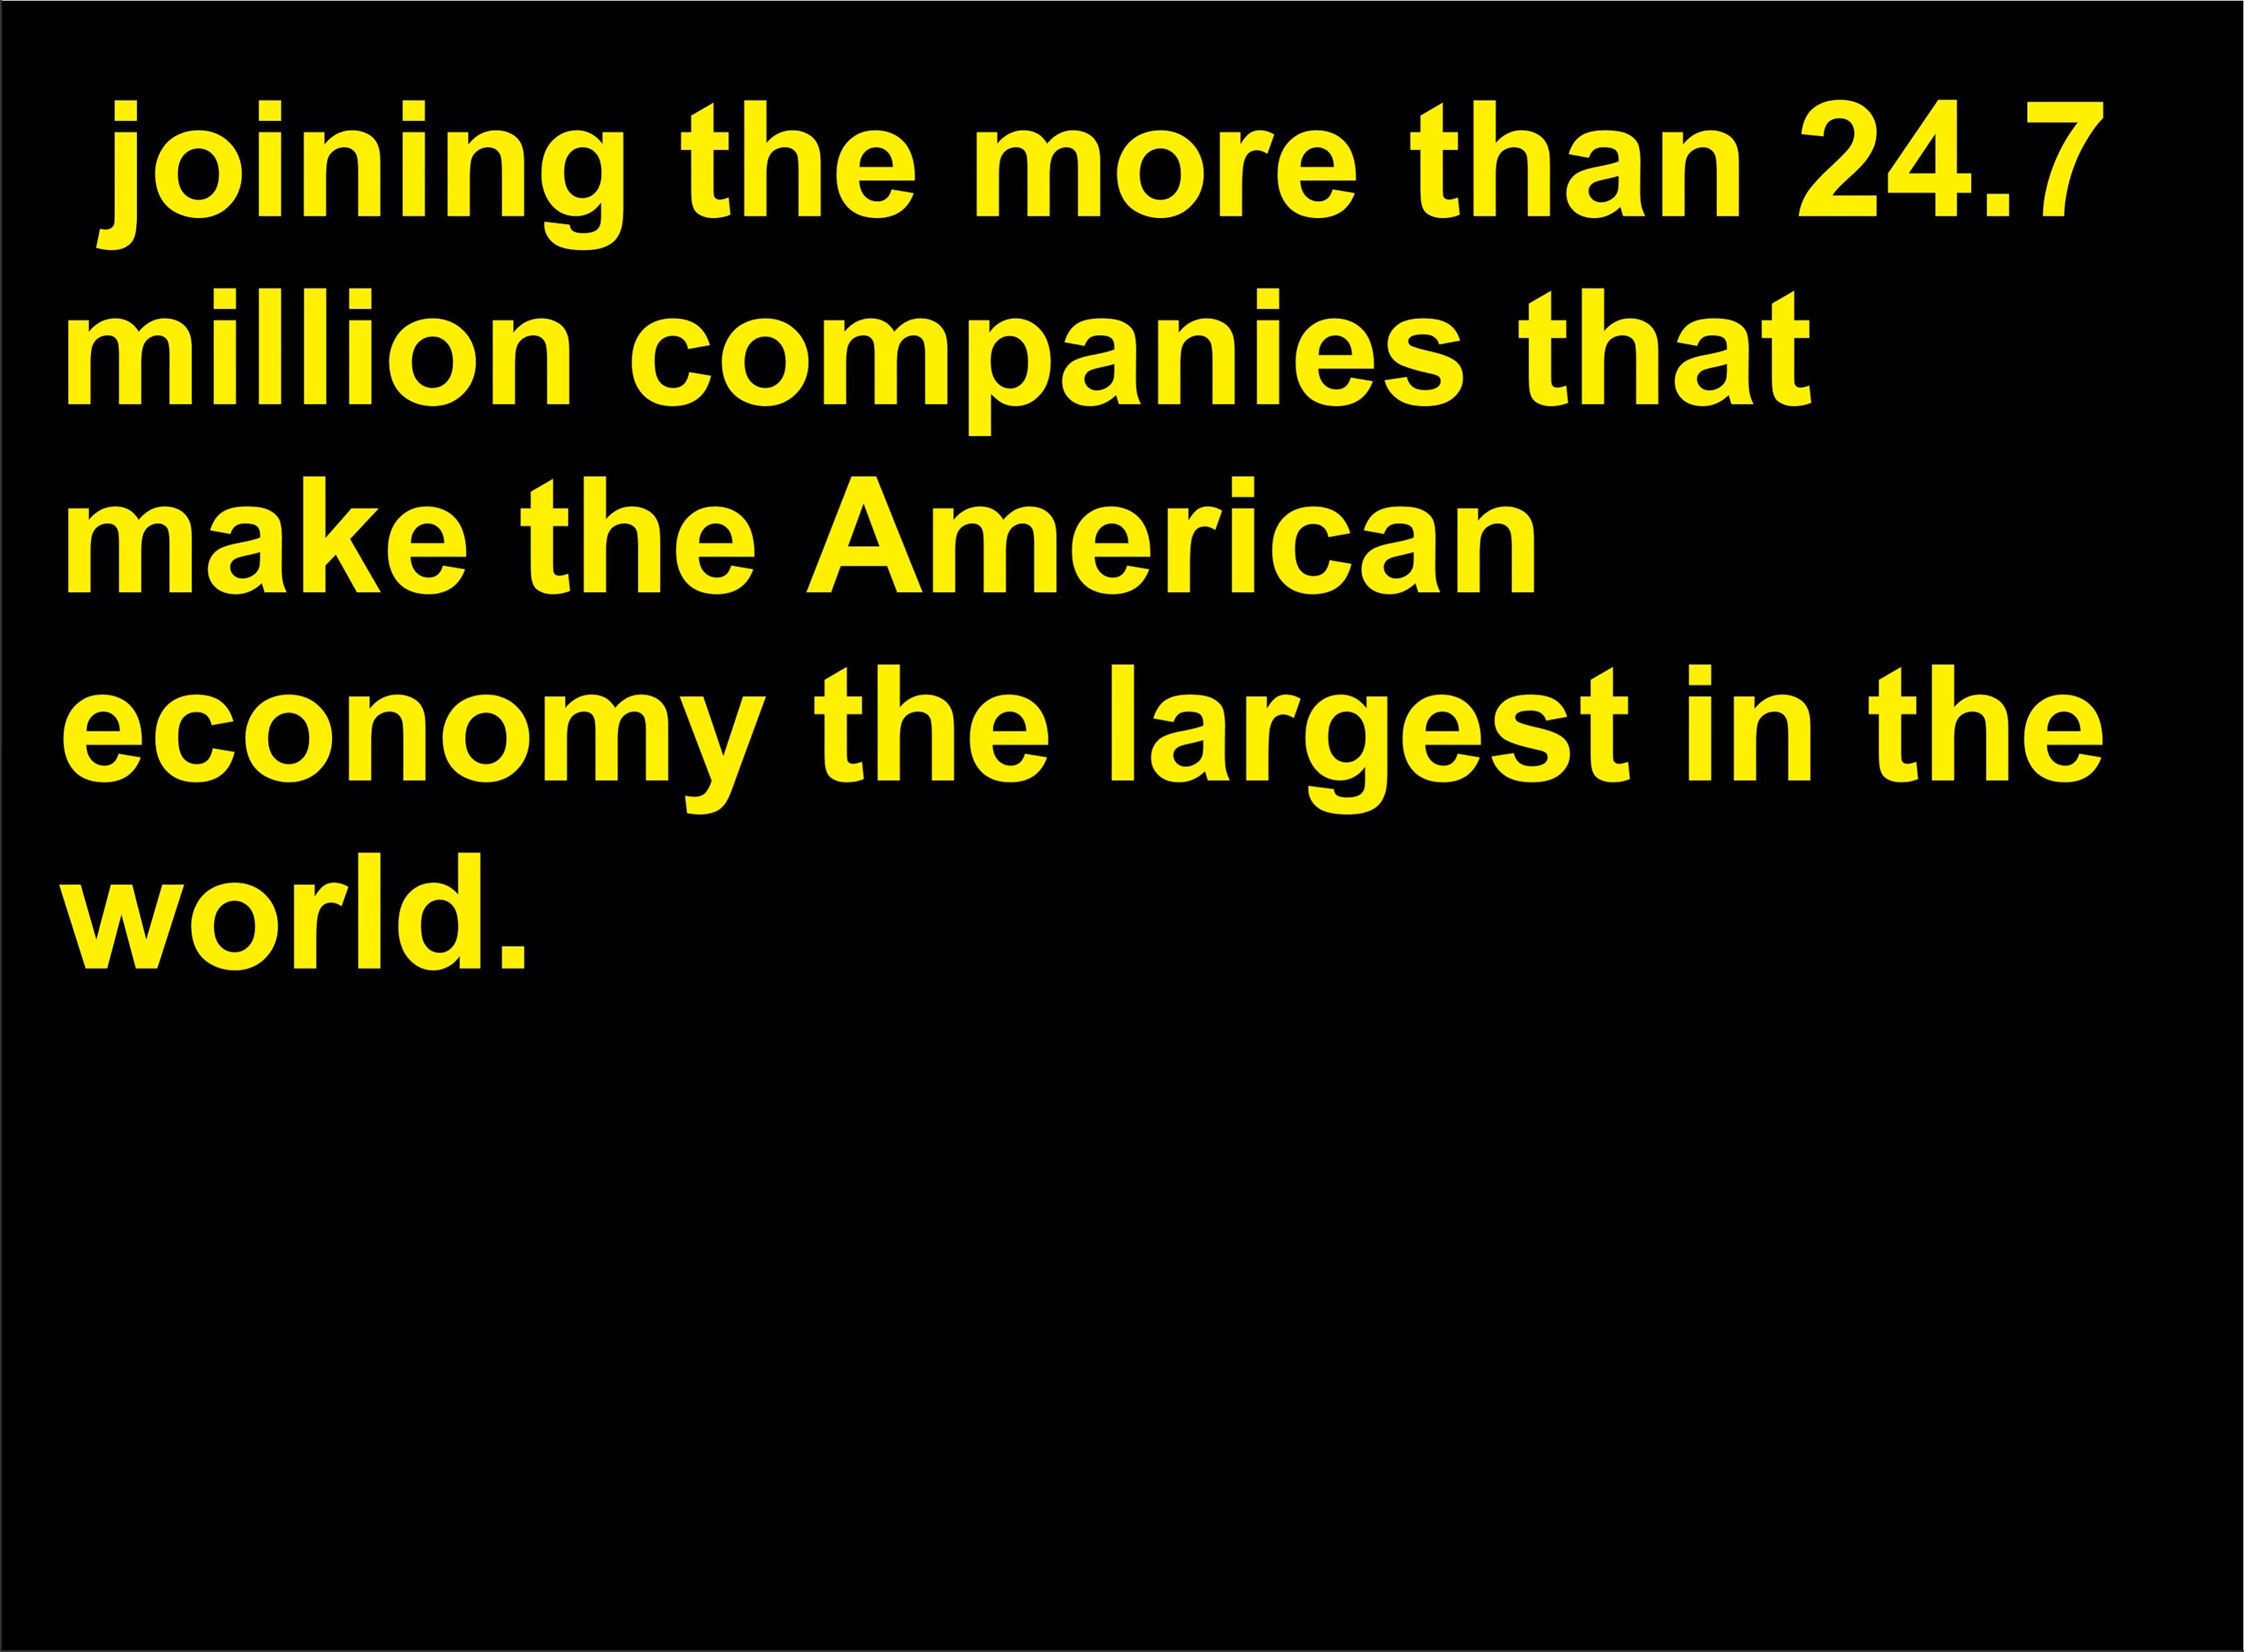 joining the more than 24.7
million companies that
make the American
economy the largest in the
world.